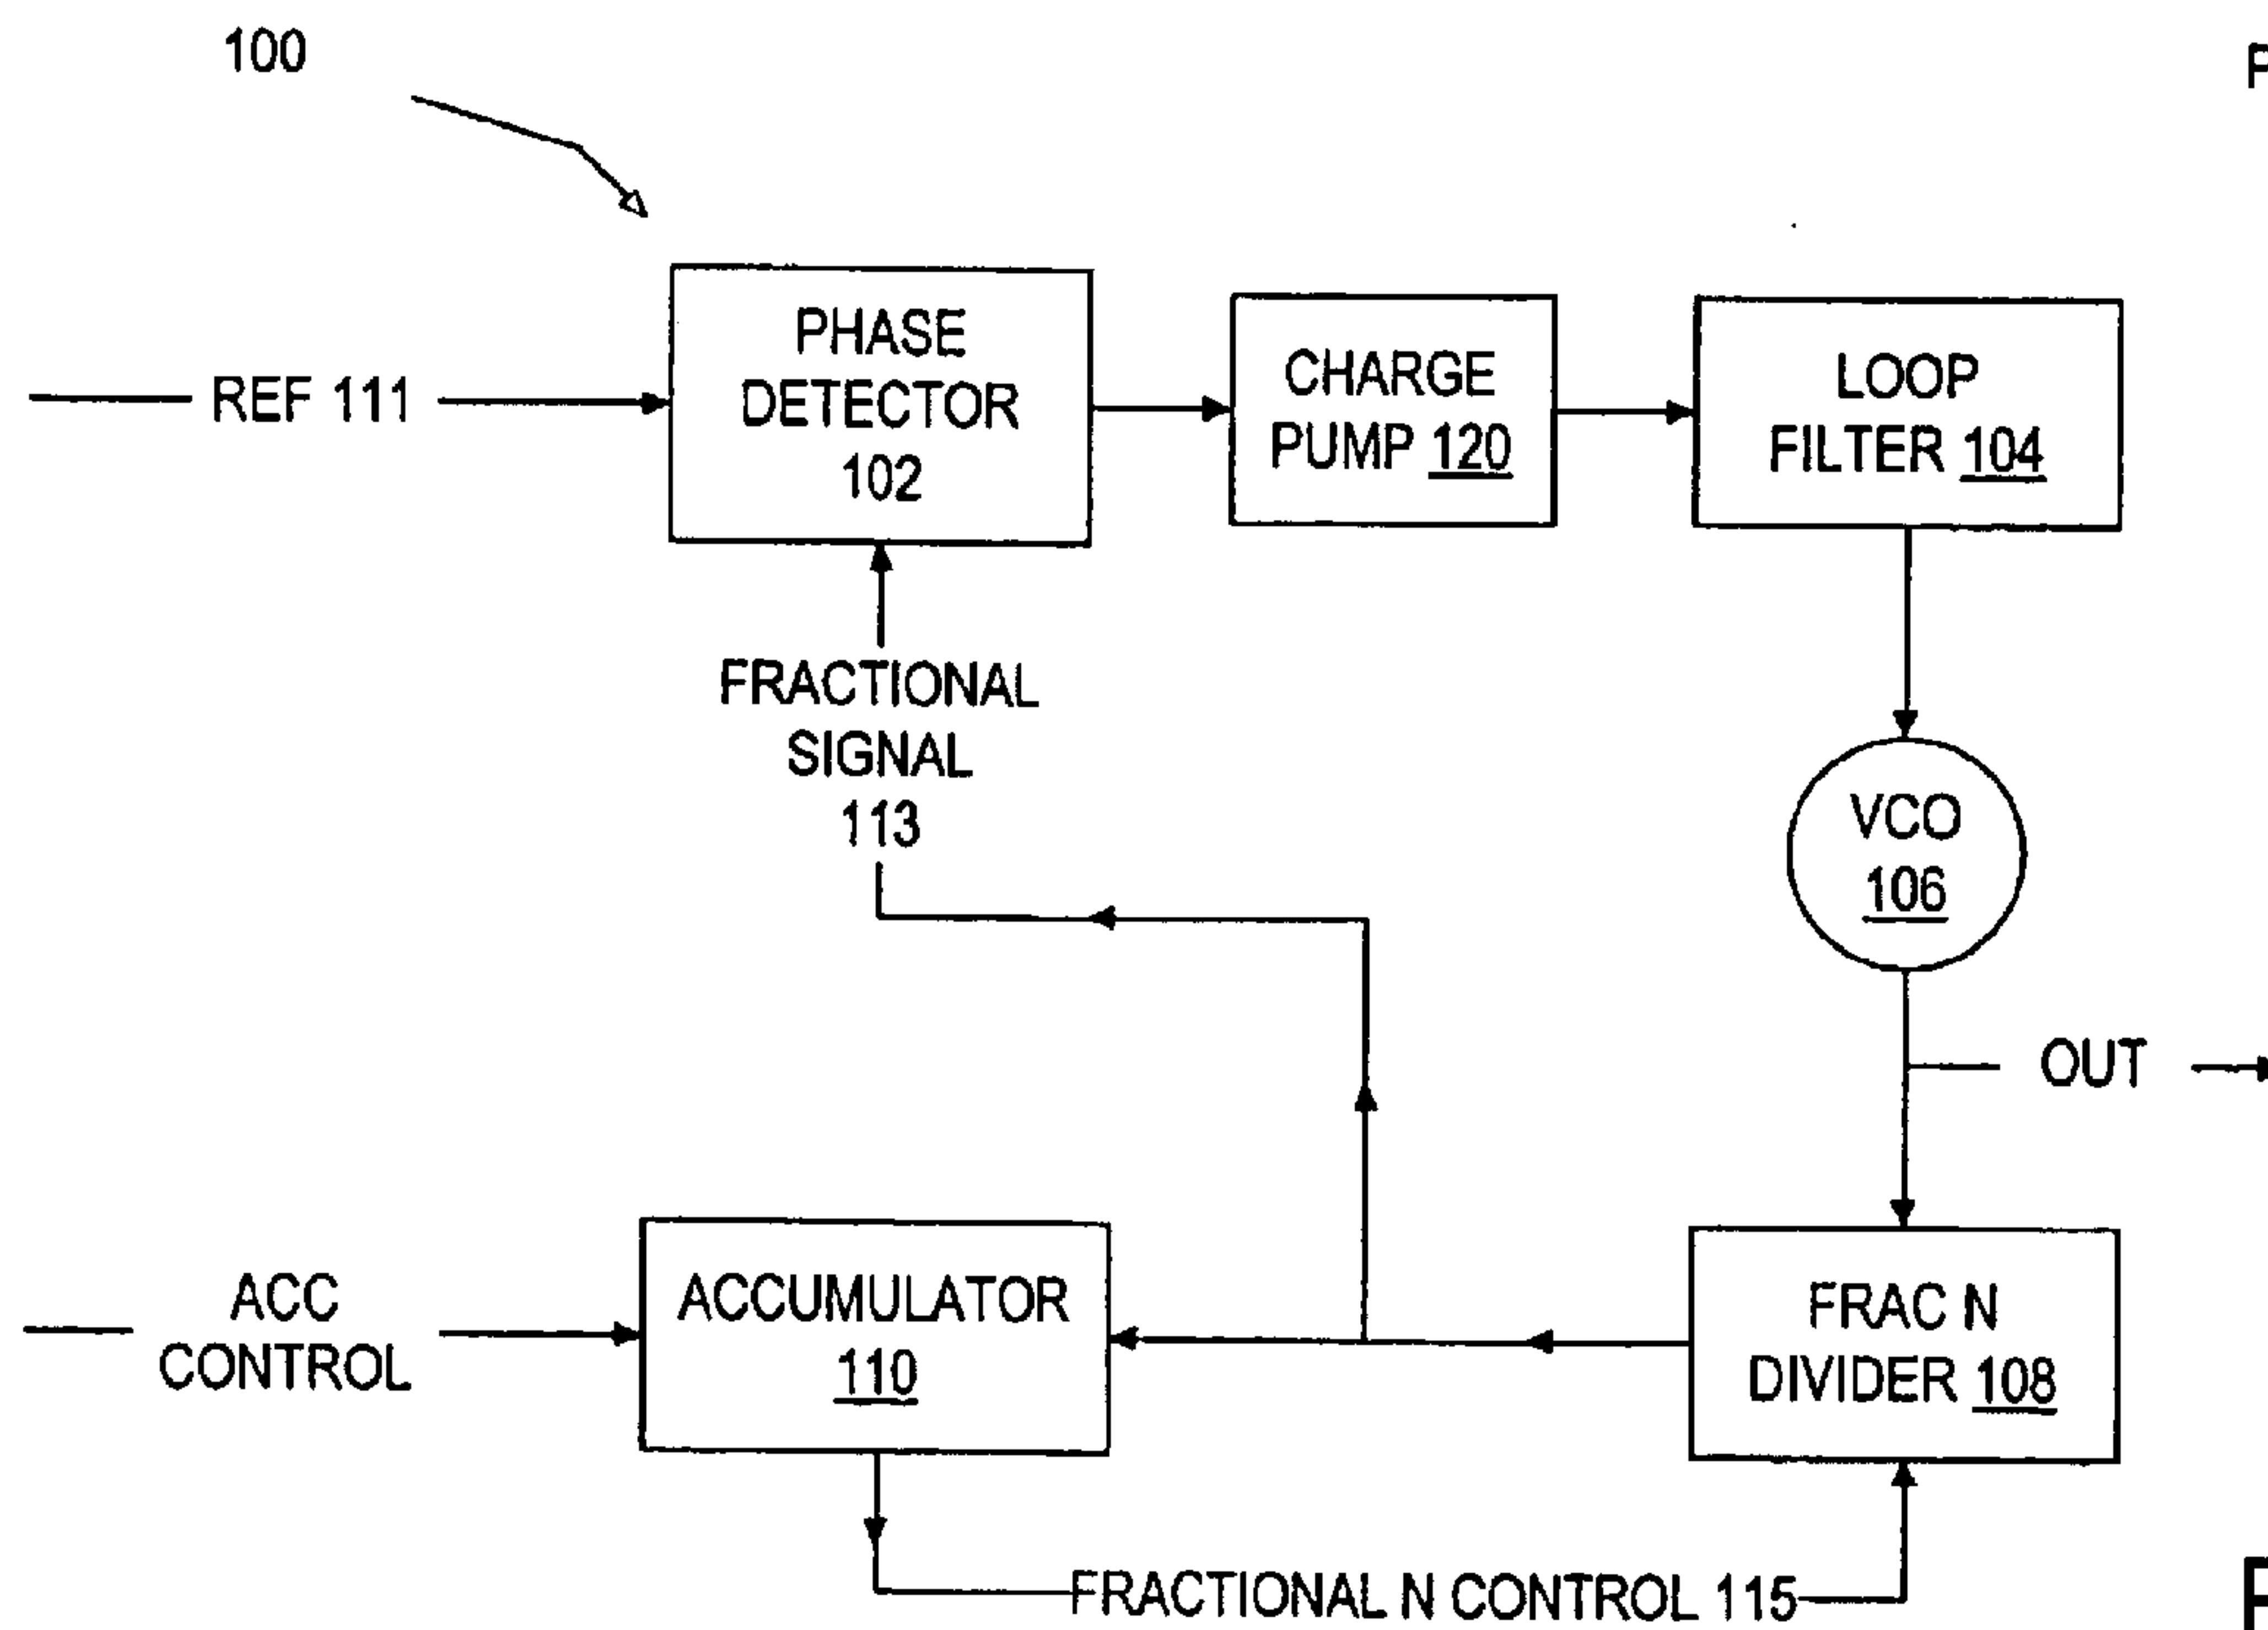 100
PHASE
DETECTOR
102
REF 111
CHARGE
PUMP 120
LOOP
FILTER 104
FRACTIONAL
SIGNAL
113
VCO
106
OUT
ACC
CONTROL
ACCUMULATOR
110
FRAC N
DIVIDER 108
FRACTIONAL N CONTROL 115